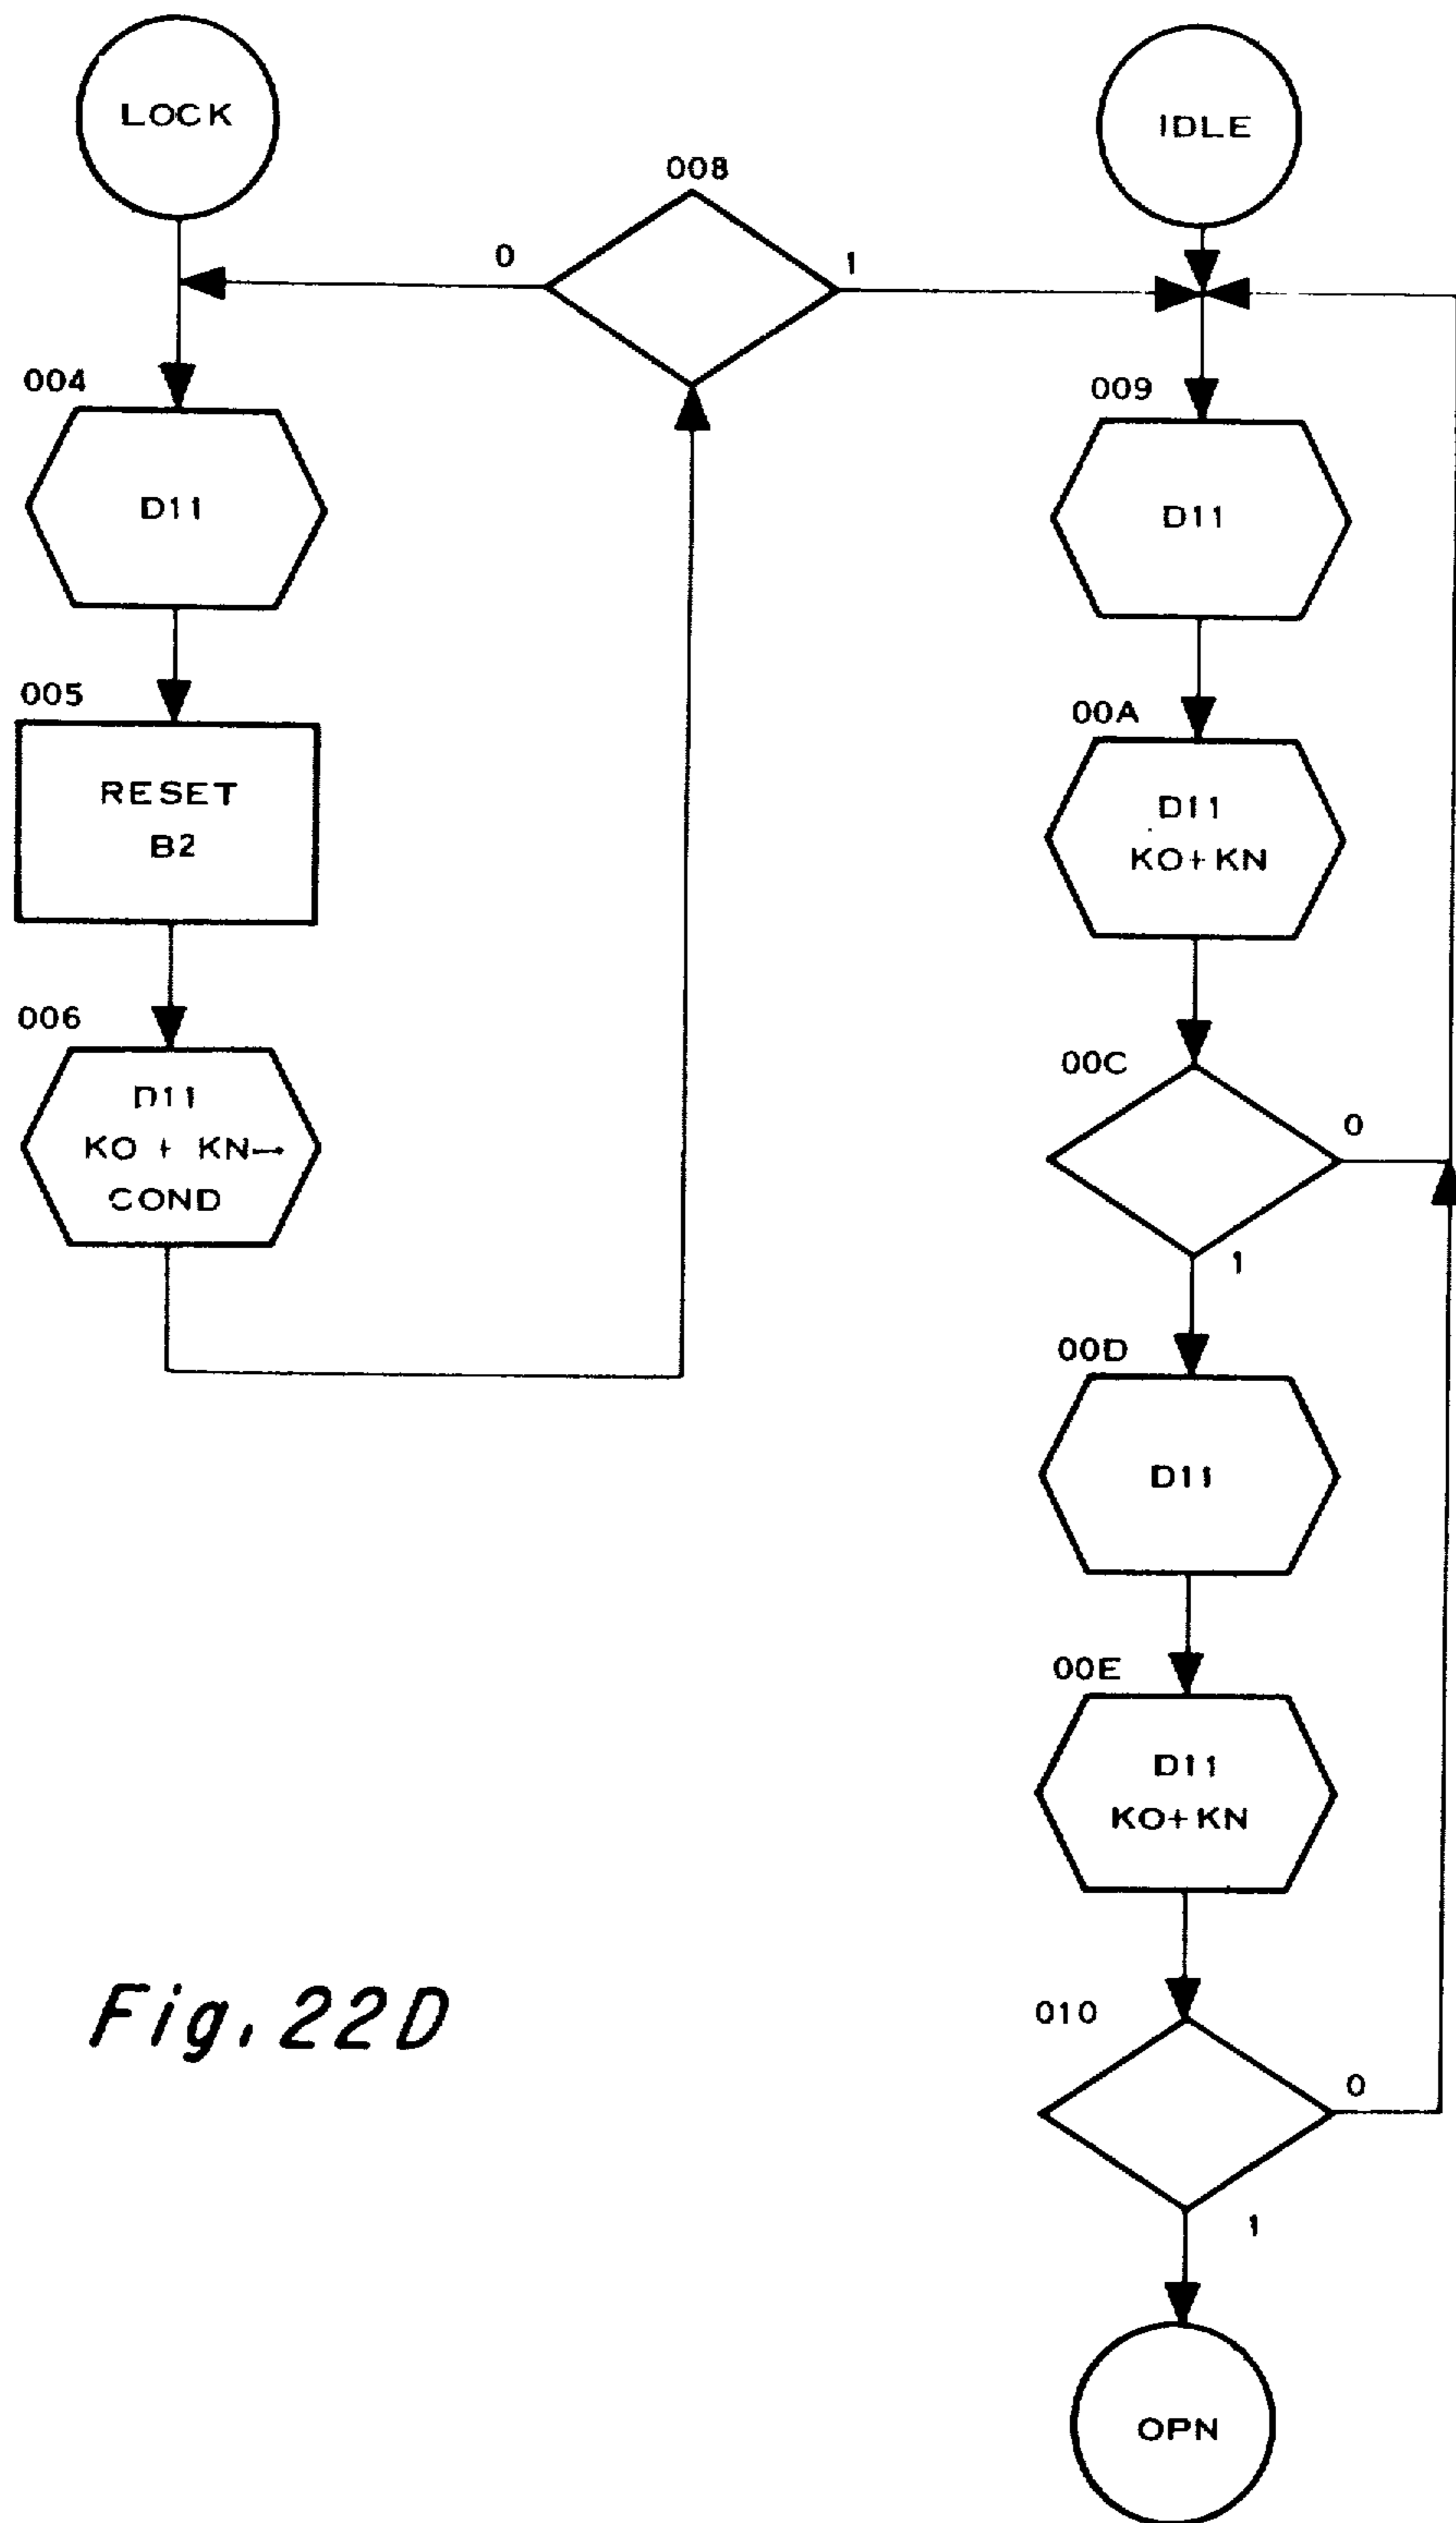 LOCK
0
004
D11
005
RESET
B2
006
D11
KO + KN→
COND
008
1
IDLE
009
D11
00A
D11
KO+KN
00C
0
1
00D
D11
00E
D11
KO+KN
010
0
1
OPN
Fig. 22D